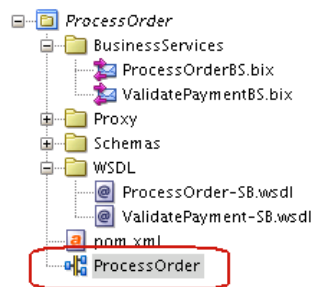 ProcessOrder
BusinessServices
ProcessOrderBS.bix
ValidatePaymentBS.bix
Proxy
Schemas
WSDL
ProcessOrder-SB.wsdl
ValidatePayment-SB.wsdl
pom.xml
ProcessOrder